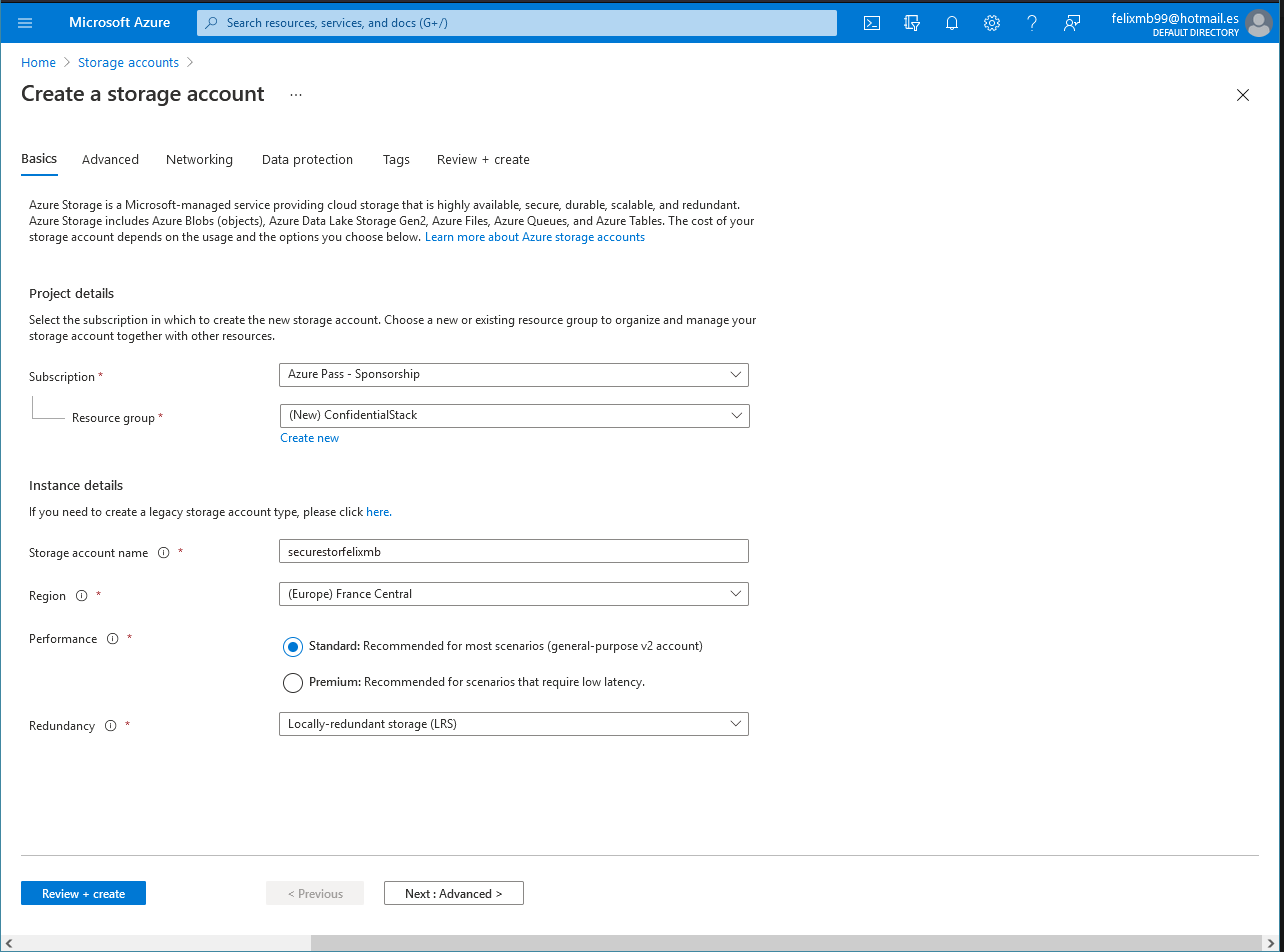 Microsoft Azure
Search resources, services, and docs (G+/)
felixmb99@hotmail.es
DEFAULT DIRECTORY
Home > Storage accounts >
Create a storage account ...
Basics Advanced Networking Data protection Tags Review + create
Azure Storage is a Microsoft-managed service providing cloud storage that is highly available, secure, durable, scalable, and redundant.
Azure Storage includes Azure Blobs (objects), Azure Data Lake Storage Gen2, Azure Files, Azure Queues, and Azure Tables. The cost of your
storage account depends on the usage and the options you choose below. Learn more about Azure storage accounts
Project details
Select the subscription in which to create the new storage account. Choose a new or existing resource group to organize and manage your
storage account together with other resources.
Subscription * Azure Pass - Sponsorship
Resource group * (New) ConfidentialStack
Create new
Instance details
If you need to create a legacy storage account type, please click here.
Storage account name * securestorfelixmb
Region * (Europe) France Central
Performance * Standard: Recommended for most scenarios (general-purpose v2 account)
Premium: Recommended for scenarios that require low latency.
Redundancy * Locally-redundant storage (LRS)
Review + create < Previous Next : Advanced >